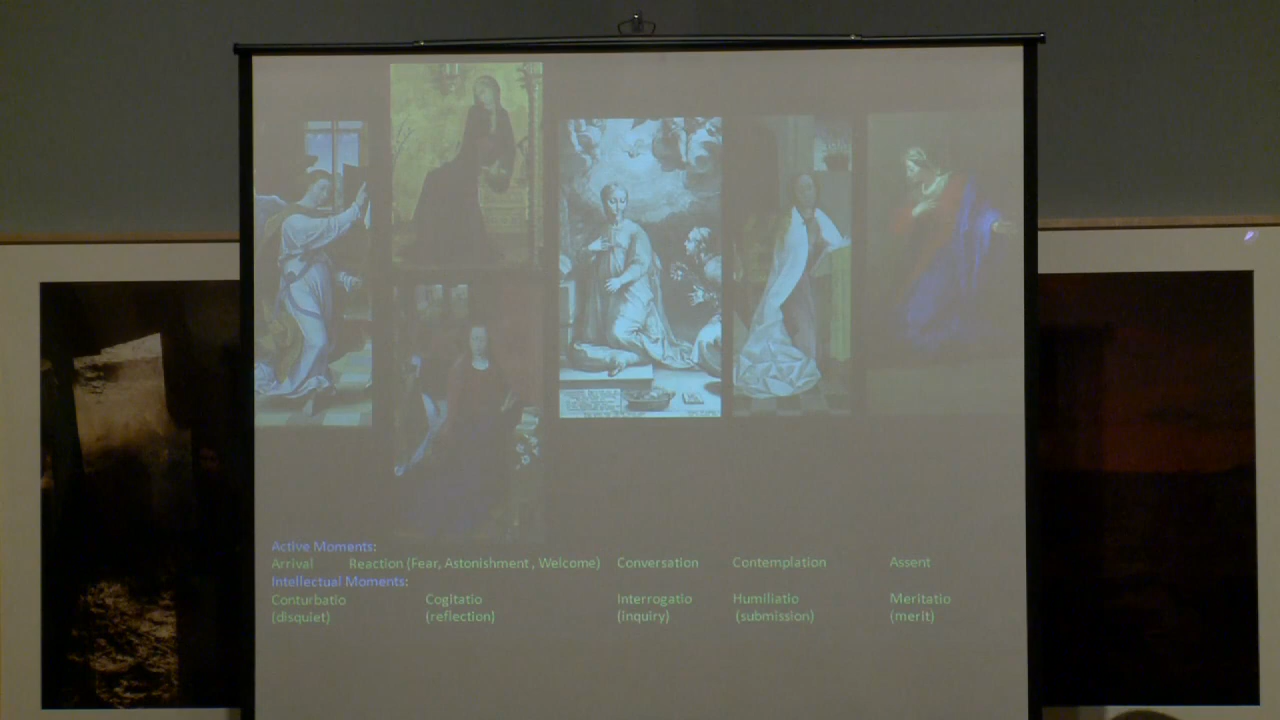 Active Moments:
Arrival Reaction (Fear, Astonishment , Welcome) Conversation Contemplation Assent
Intellectual Moments:
Conturbatio Cogitatio Interrogatio Humiliatio Meritatio
(disquiet) (reflection) (inquiry) (submission) (merit)